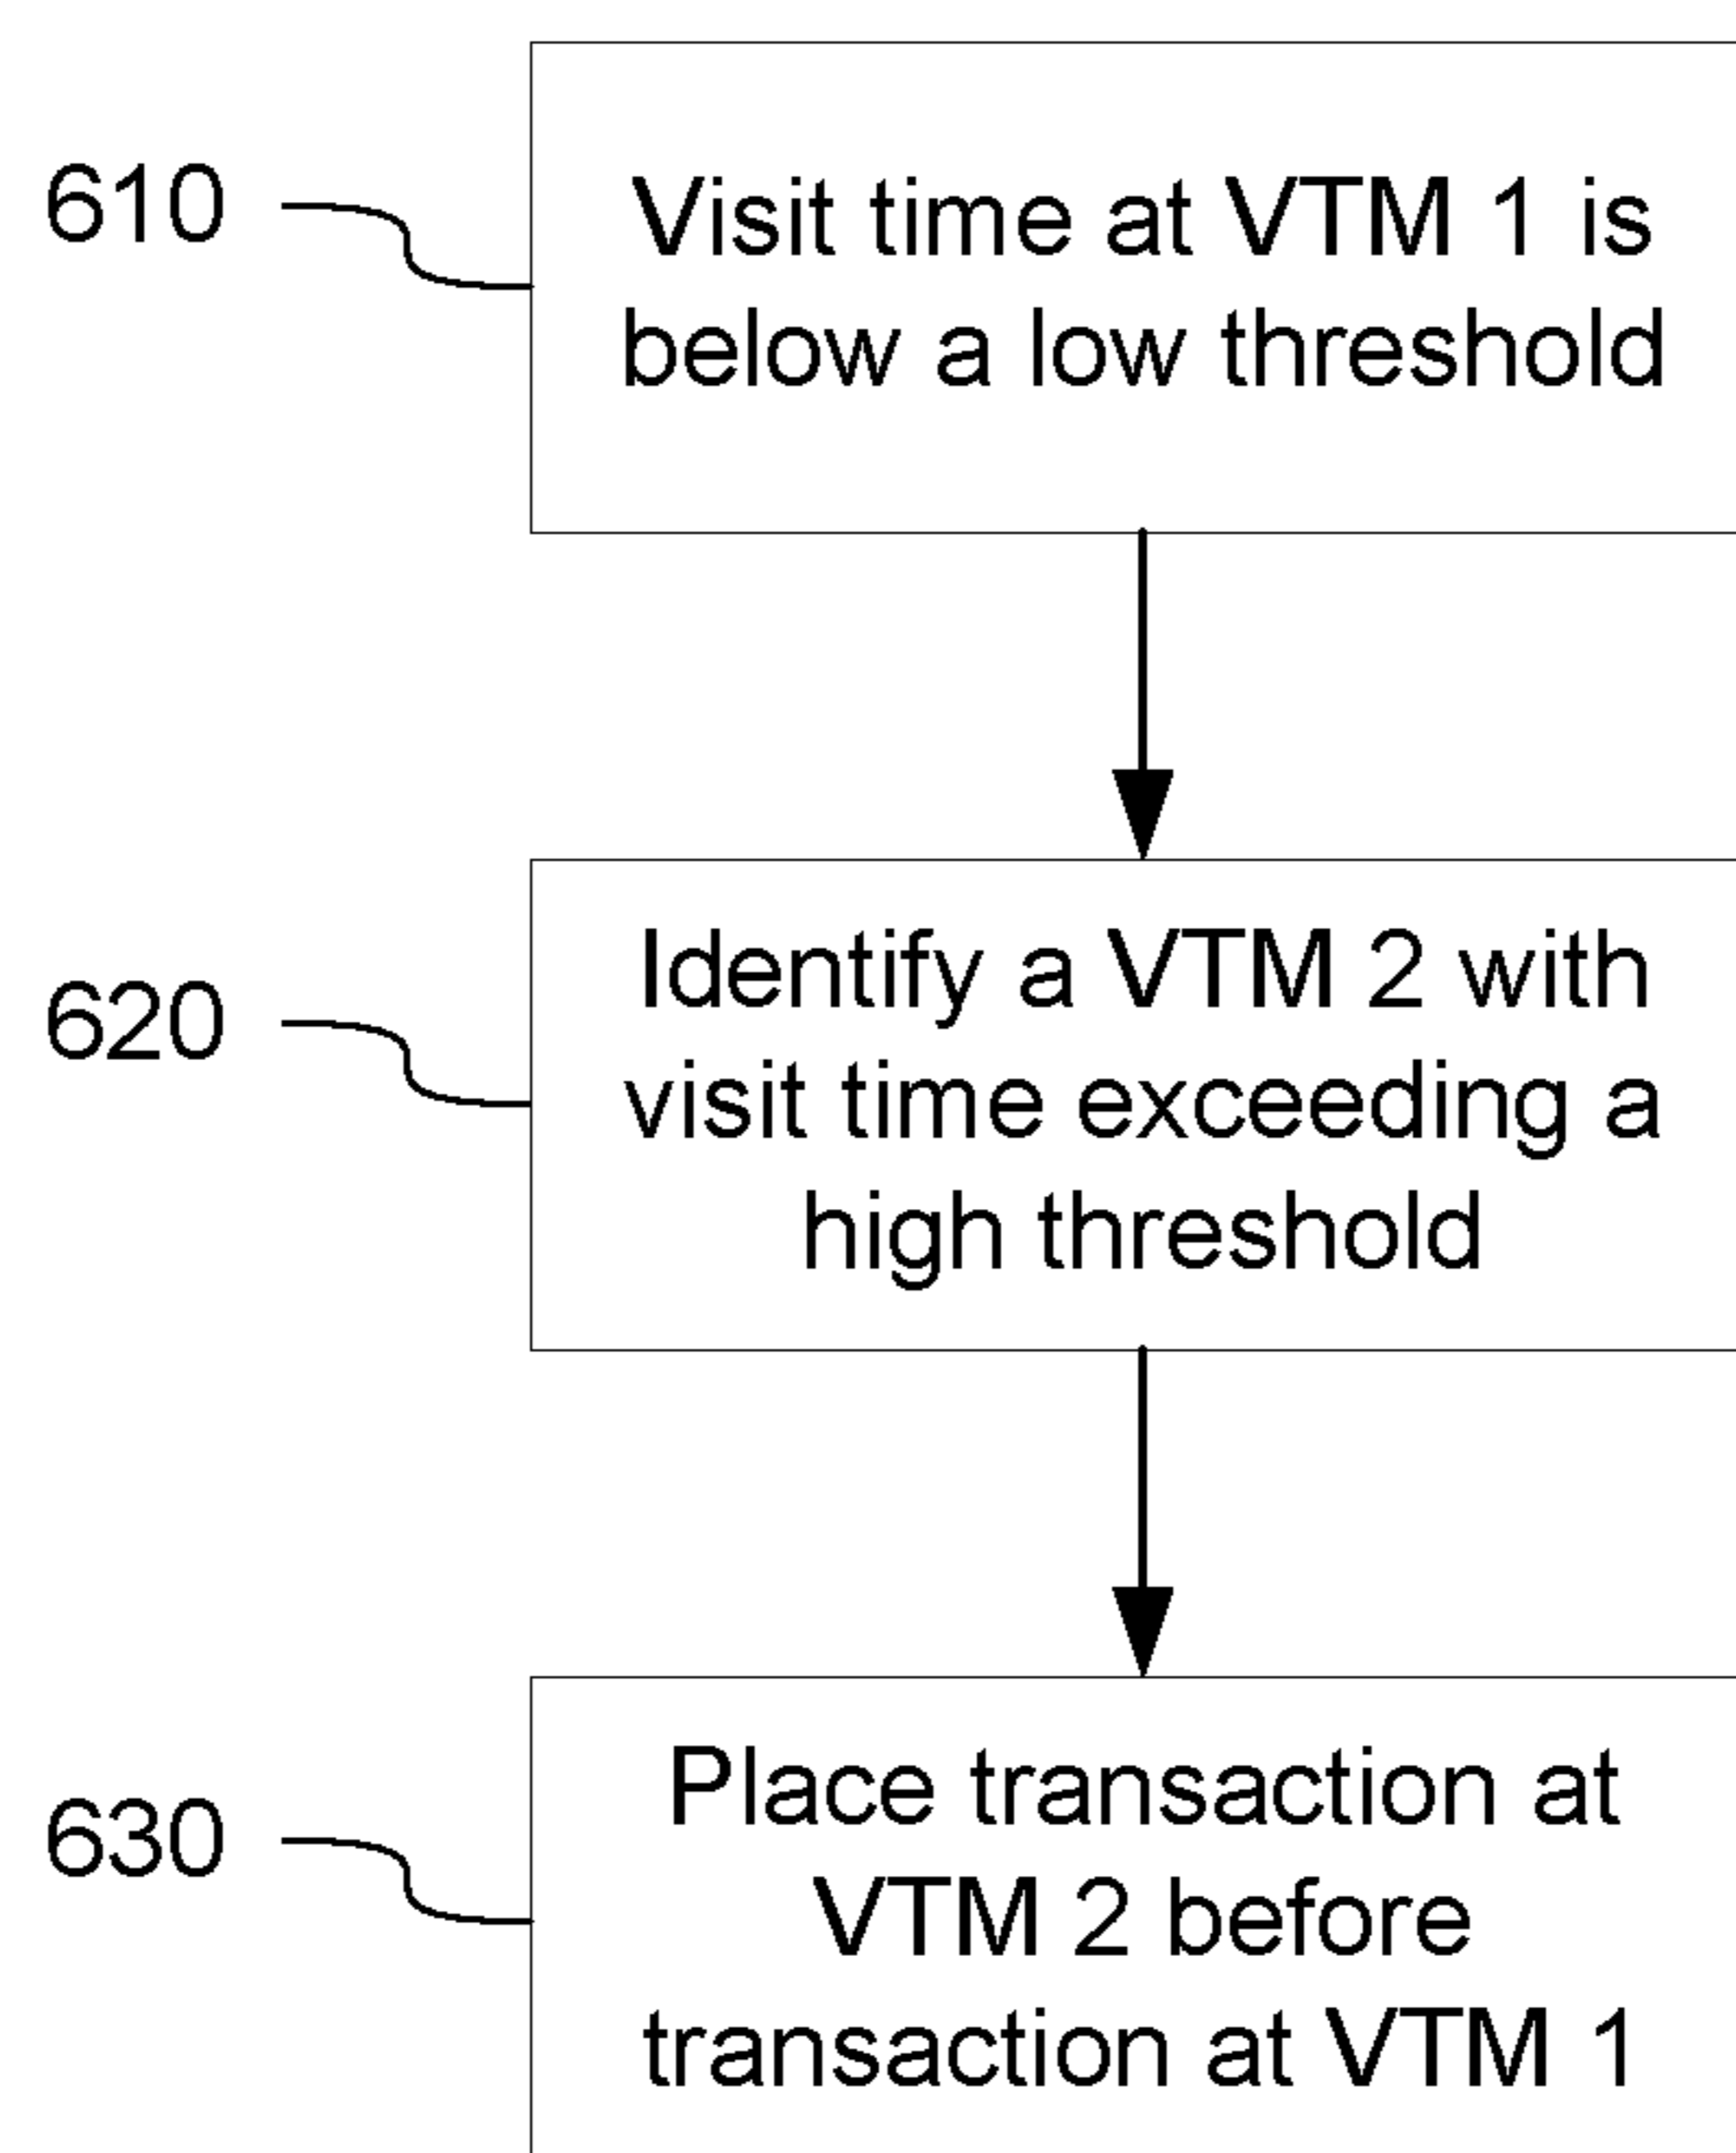 610
Visit time at VTM 1 is
below a low threshold
620
Identify a VTM 2 with
visit time exceeding a
high threshold
630
Place transaction at
VTM 2 before
transaction at VTM 1